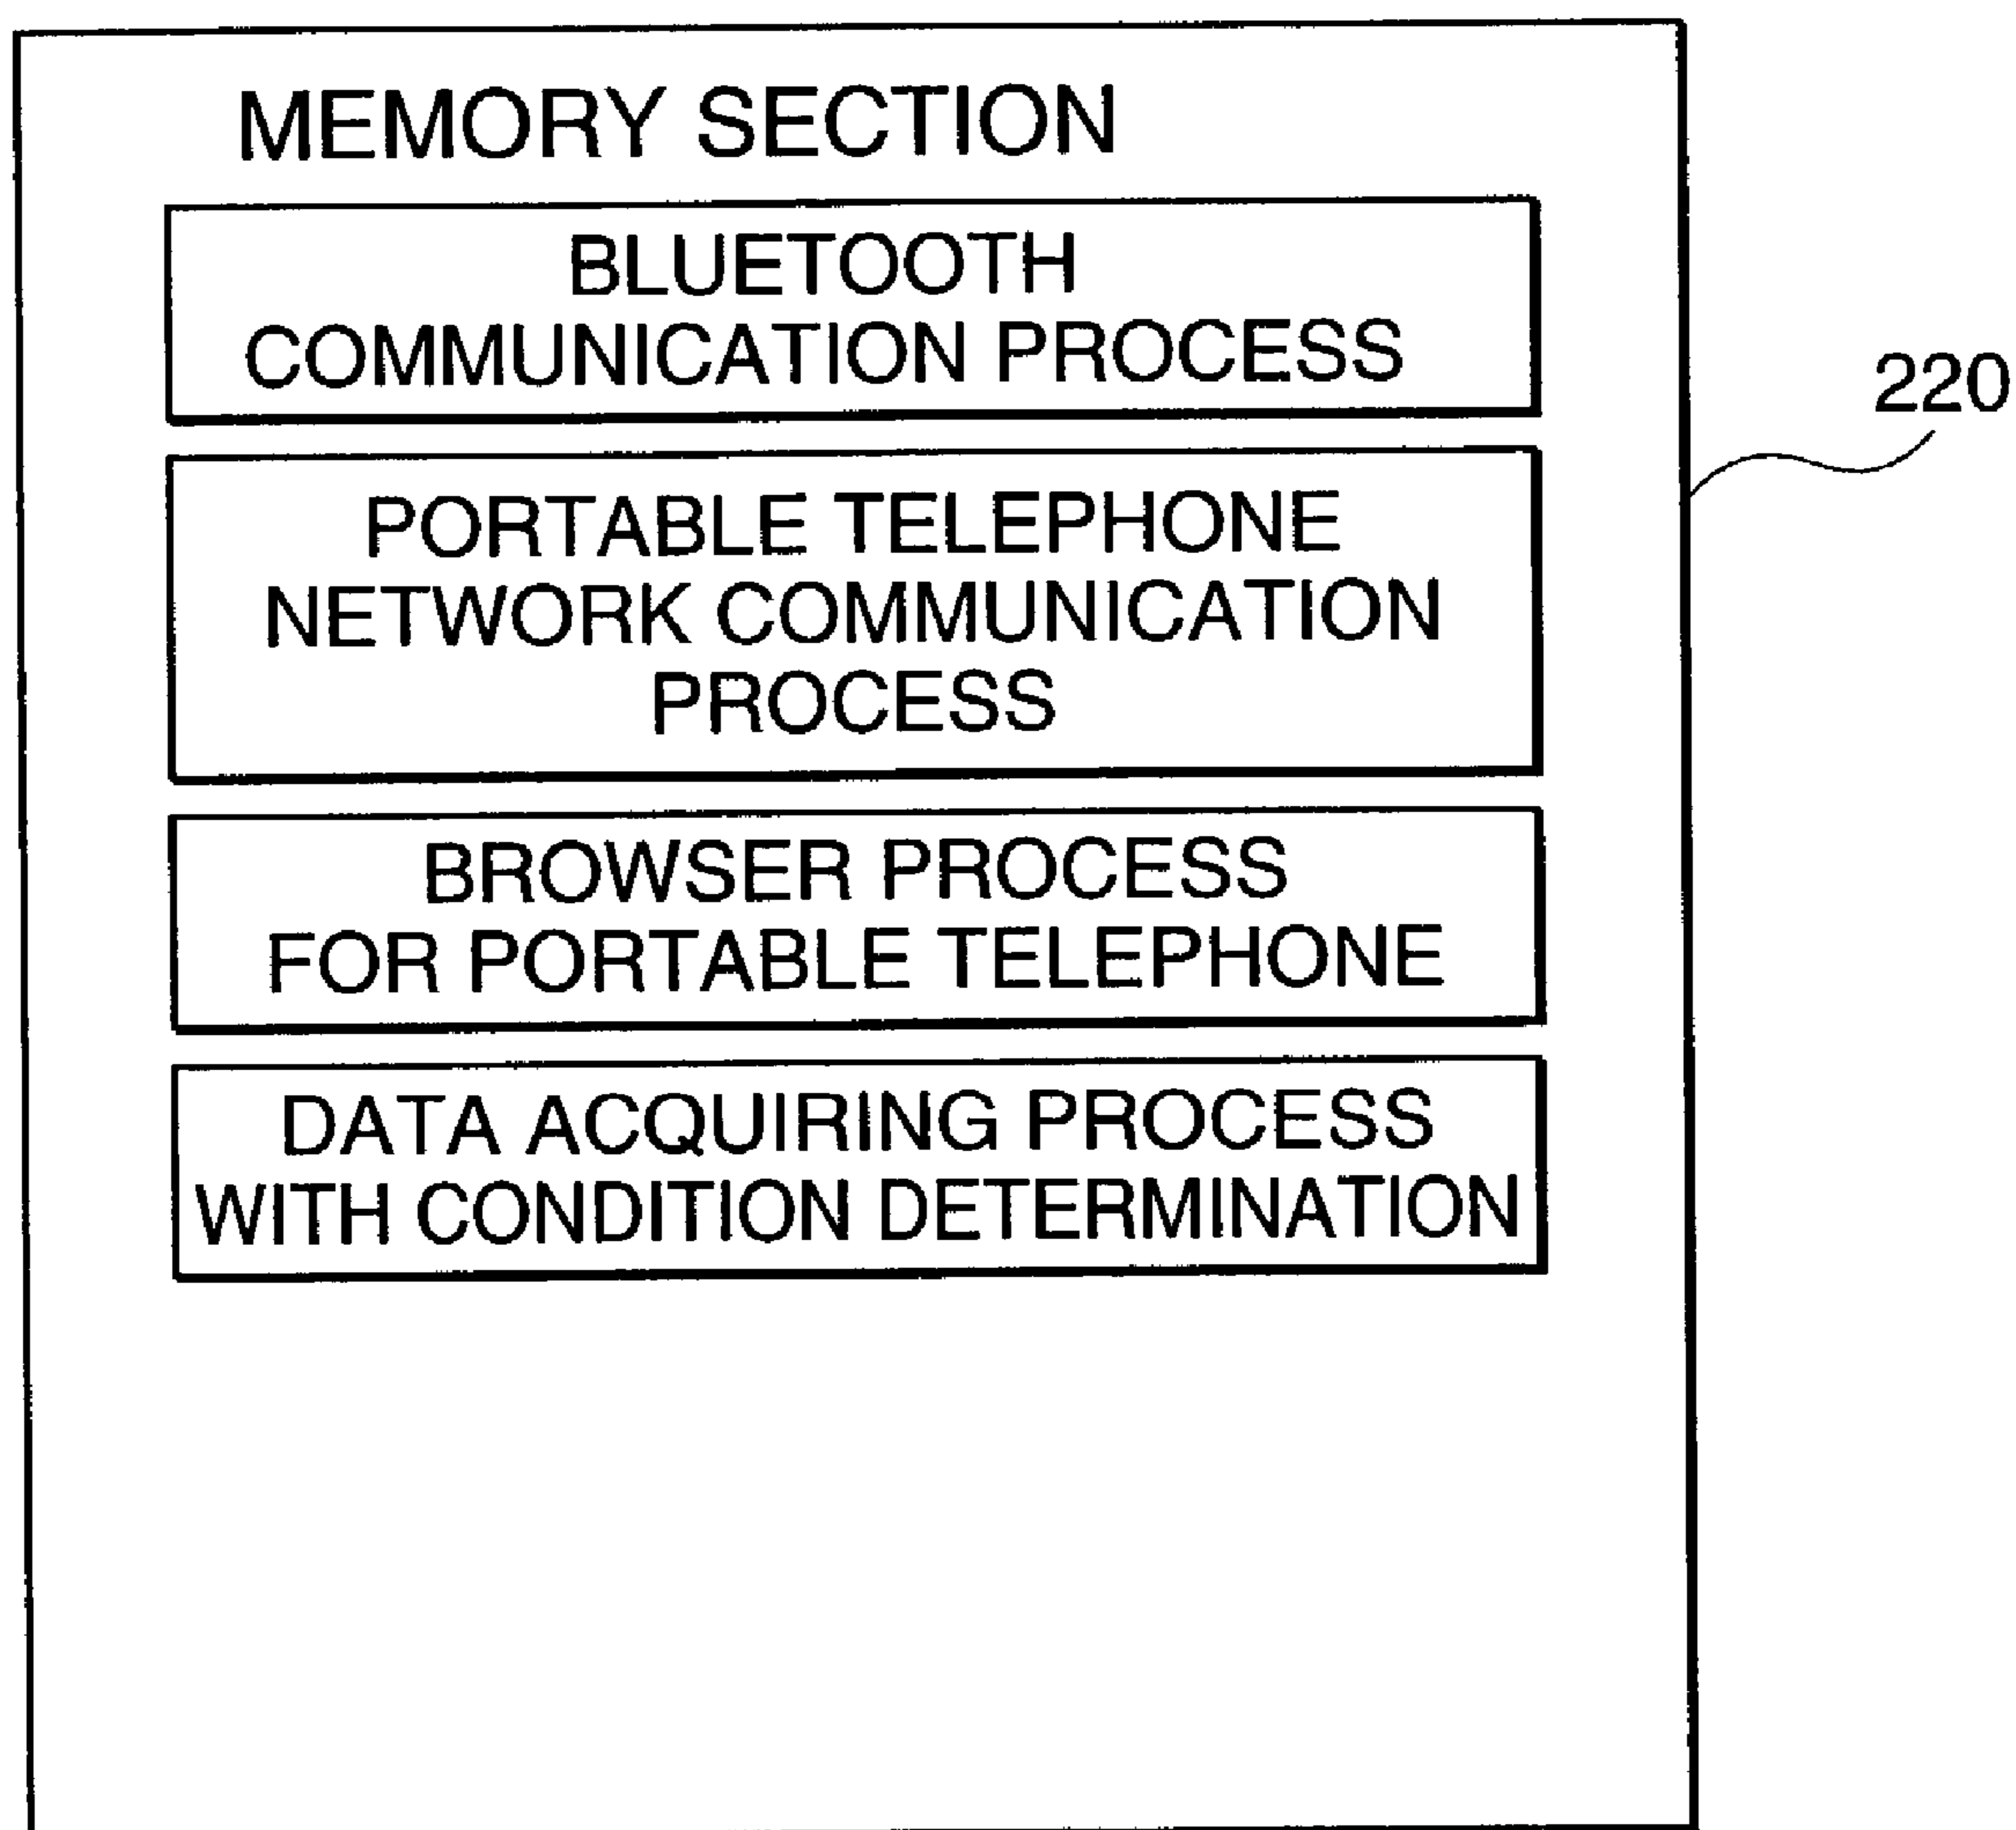 MEMORY SECTION
BLUETOOTH
COMMUNICATION PROCESS
220
PORTABLE TELEPHONE
NETWORK COMMUNICATION
PROCESS
BROWSER PROCESS
FOR PORTABLE TELEPHONE
DATA ACQUIRING PROCESS
WITH CONDITION DETERMINATION